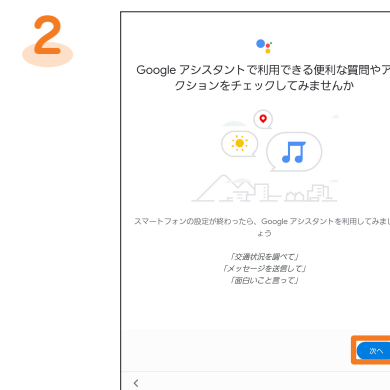 2
Google アシスタントで利用できる便利な質問やア
クションをチェックしてみませんか
スマートフォンの設定が終わったら、Google アシスタントを利用してみまし
ょう
「交通状況を調べて」
「メッセージを送信して」
「面白いこと言って」
次へ